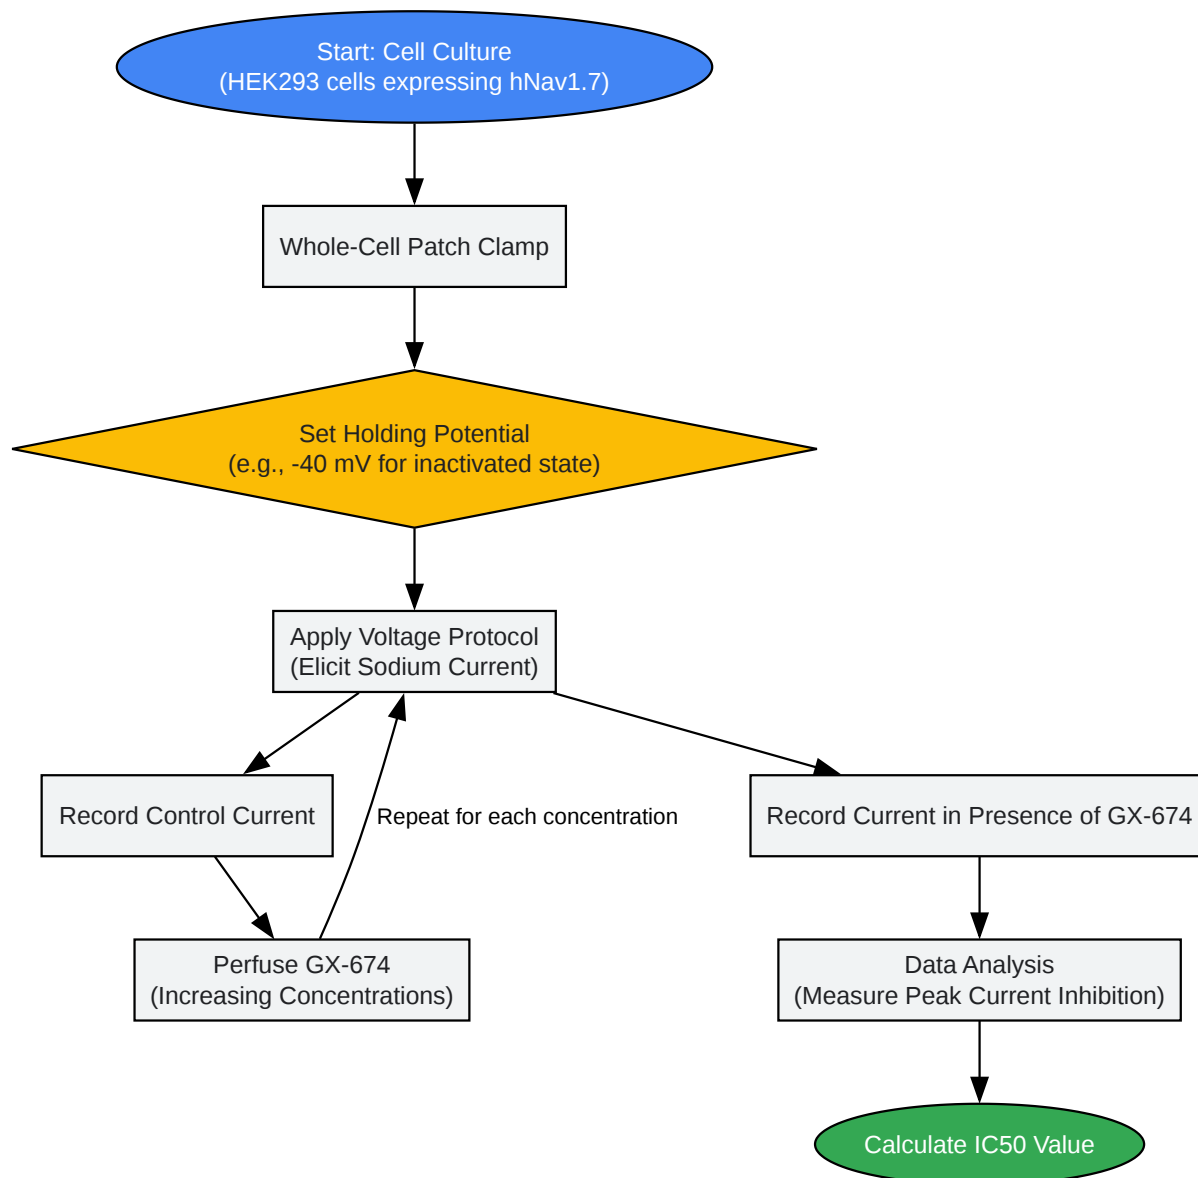 Start: Cell Culture
(HEK293 cells expressing hNav1.7)
Whole-Cell Patch Clamp
Set Holding Potential
(e.g., -40 mV for inactivated state)
Apply Voltage Protocol
(Elicit Sodium Current)
Record Control Current
Repeat for each concentration
Record Current in Presence of GX-674
Perfuse GX-674
(Increasing Concentrations)
Data Analysis
(Measure Peak Current Inhibition)
Calculate IC50 Value